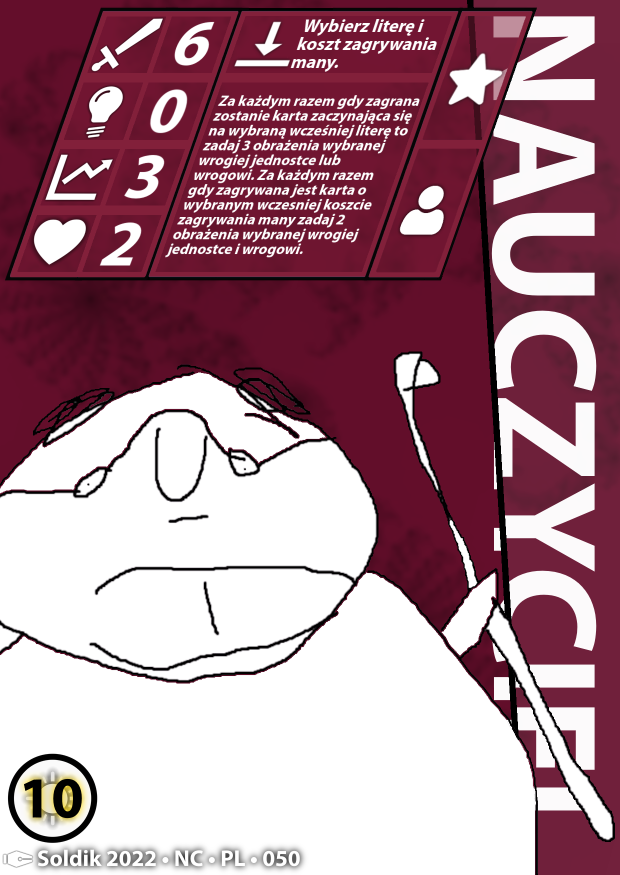 6
0
3
2
Wybierz literę i
koszt zagrywania
many.
Za każdym razem gdy zagrana
zostanie karta zaczynająca się
na wybraną wcześniej literę to
zadaj 3 obrażenia wybranej
wrogiej jednostce lub
wrogowi. Za każdym razem
gdy zagrywana jest karta o
wybranym wczesniej koszcie
zagrywania many zadaj 2
obrażenia wybranej wrogiej
jednostce i wrogowi.
NAUCZYCIEL
10
Soldik 2022 • NC • PL • 050